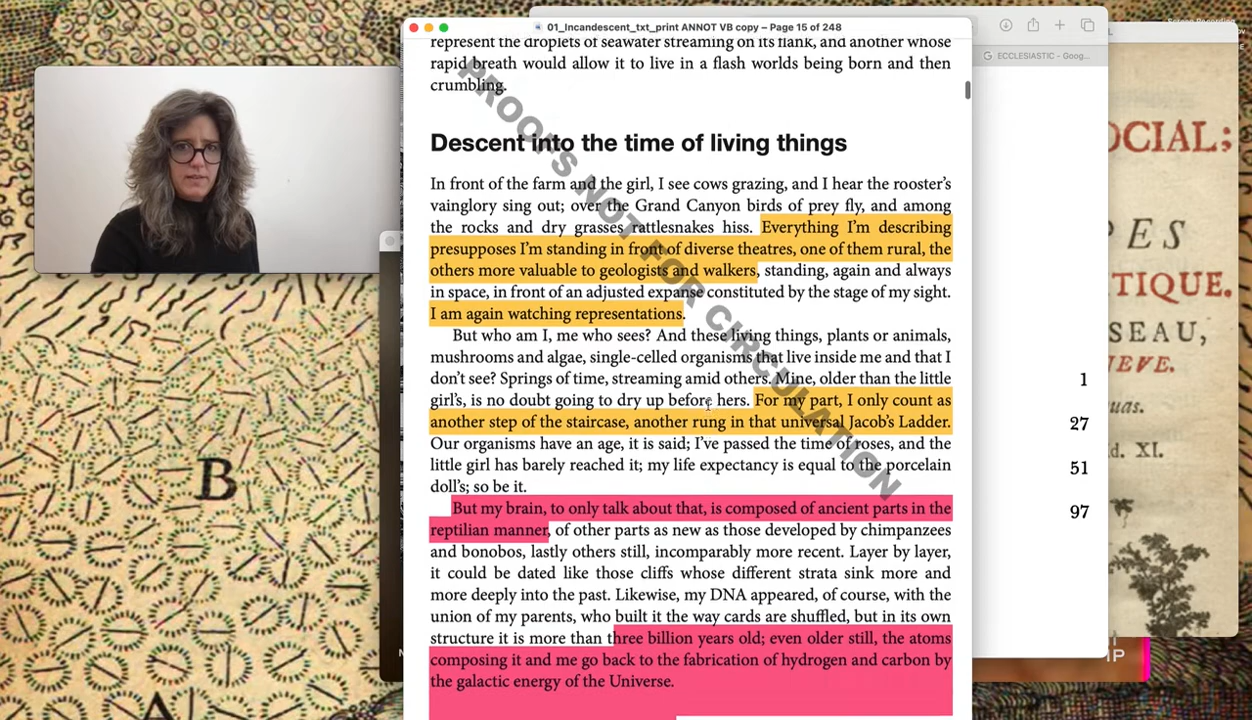 01_Incandescent_txt_print ANNOT VB copy – Page 15 of 248
represent the droplets of seawater streaming on its flank, and another whose
rapid breath would allow it to live in a flash worlds being born and then
crumbling.
Descent into the time of living things
In front of the farm and the girl, I see cows grazing, and I hear the rooster's
vainglory sing out; over the Grand Canyon birds of prey fly, and among
the rocks and dry grasses rattlesnakes hiss. Everything I'm describing
presupposes I'm standing in front of diverse theatres, one of them rural, the
others more valuable to geologists and walkers, standing, again and always
in space, in front of an adjusted expanse constituted by the stage of my sight.
I am again watching representations.
But who am I, me who sees? And these living things, plants or animals,
mushrooms and algae, single-celled organisms that live inside me and that I
don't see? Springs of time, streaming amid others. Mine, older than the little
girl's, is no doubt going to dry up before hers. For my part, I only count as
another step of the staircase, another rung in that universal Jacob's Ladder.
Our organisms have an age, it is said; I've passed the time of roses, and the
little girl has barely reached it; my life expectancy is equal to the porcelain
doll's; so be it.
But my brain, to only talk about that, is composed of ancient parts in the
reptilian manner, of other parts as new as those developed by chimpanzees
and bonobos, lastly others still, incomparably more recent. Layer by layer,
it could be dated like those cliffs whose different strata sink more and
more deeply into the past. Likewise, my DNA appeared, of course, with the
union of my parents, who built it the way cards are shuffled, but in its own
structure it is more than three billion years old; even older still, the atoms
composing it and me go back to the fabrication of hydrogen and carbon by
the galactic energy of the Universe.
PROOFS NOT FOR CIRCULATION
ECCLESIASTIC - Goog...
1
27
51
97
OCIAL;
PES
TIQUE.
SSEAU,
EVE.
uas.
d. XI.
IP
B
A